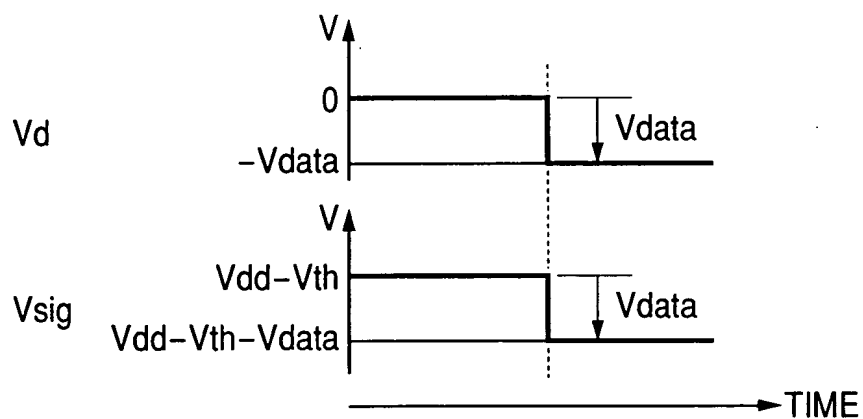 V
0
Vd
Vdata
−Vdata
V
Vdd−Vth
Vsig
Vdata
Vdd−Vth−Vdata
TIME